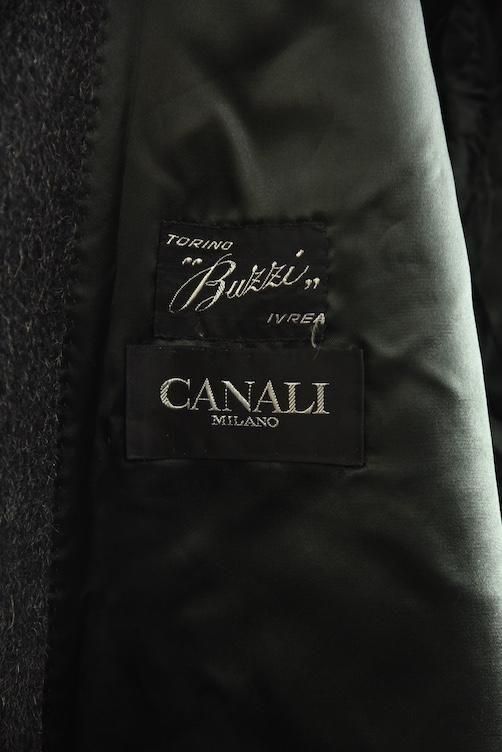 TORINO
"Buzzi„
IVREA
CANALI
MILANO